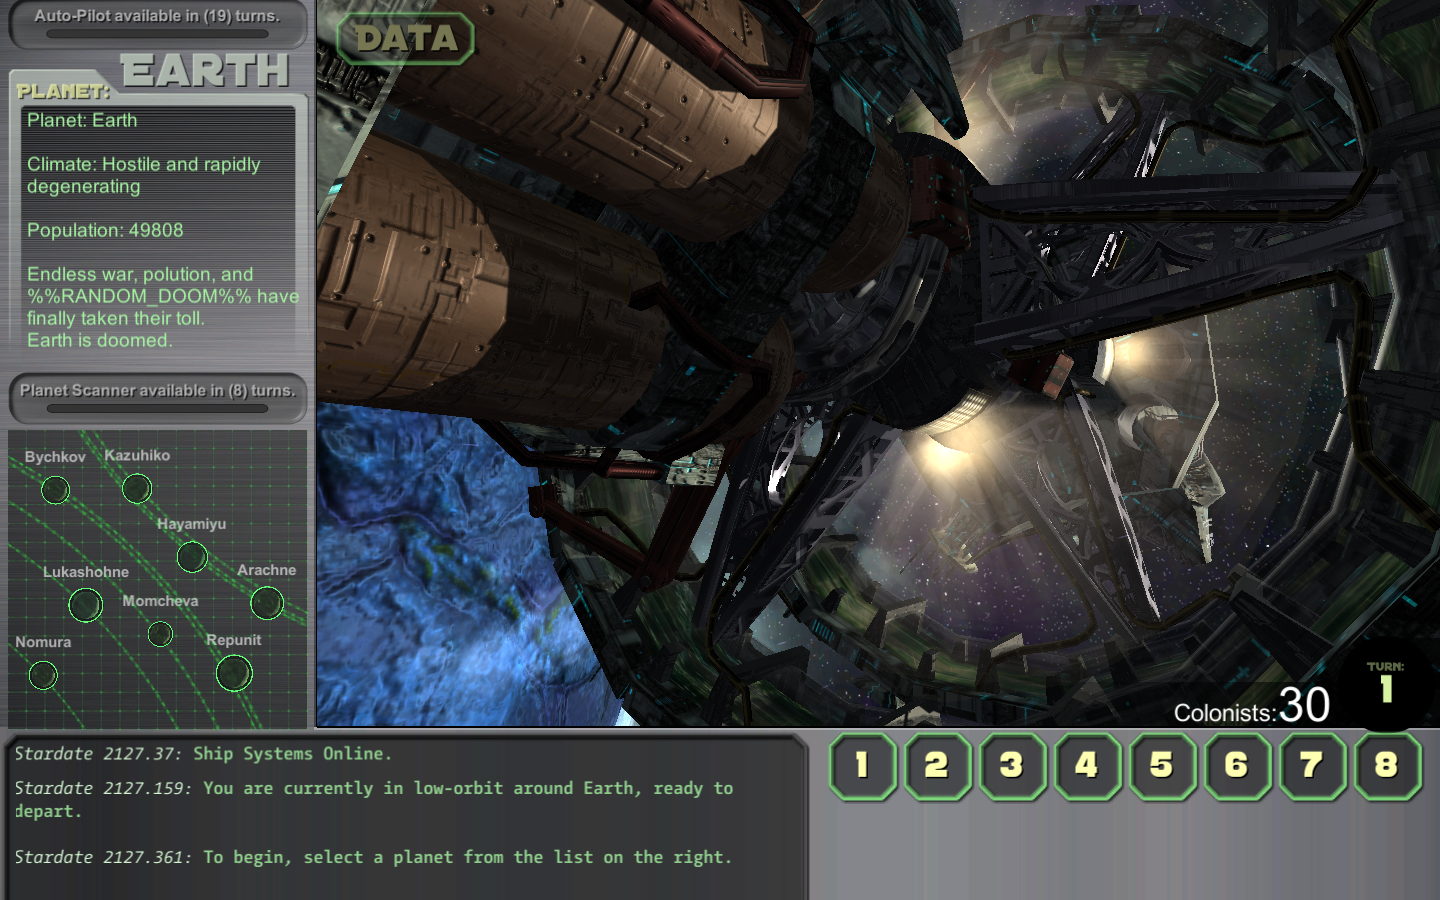 Auto-Pilot available in (19) turns.
EARTH
PLANET:
Planet: Earth
Climate: Hostile and rapidly
degenerating
Population: 49808
Endless war, polution, and
%%RANDOM_DOOM%% have
finally taken their toll.
Earth is doomed.
Planet Scanner available in (8) turns.
Bychkov
Kazuhiko
Hayamiyu
Lukashohne
Arachne
Momcheva
Nomura
Repunit
DATA
Colonists:30
TURN:
1
Stardate 2127.37: Ship Systems Online.
Stardate 2127.159: You are currently in low-orbit around Earth, ready to
depart.
Stardate 2127.361: To begin, select a planet from the list on the right.
1 2 3 4 5 6 7 8